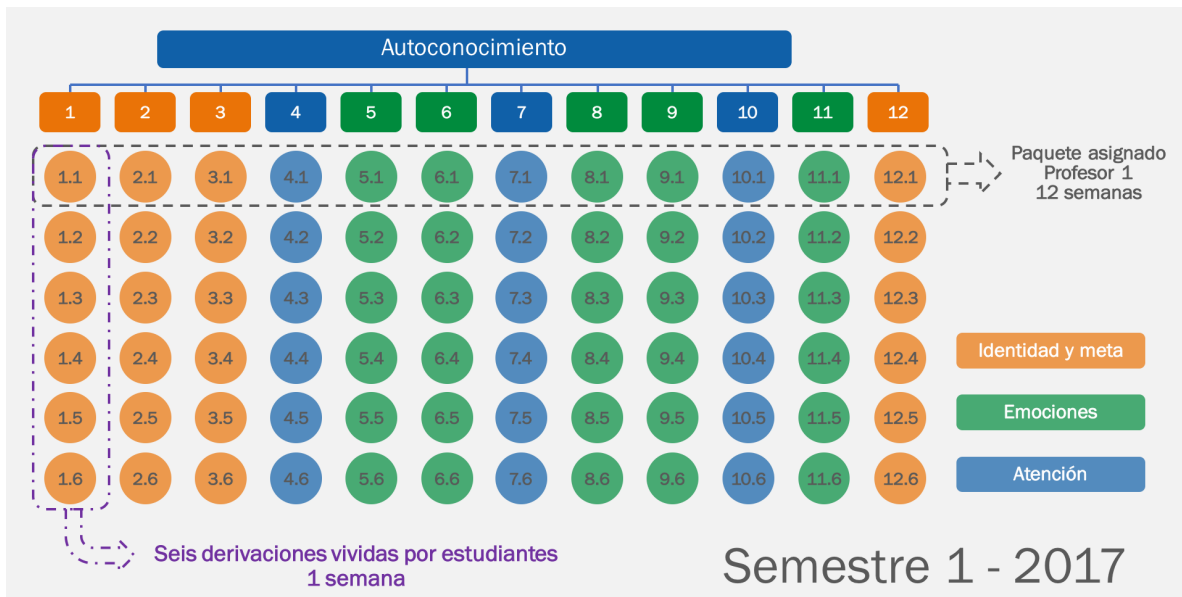 Autoconocimiento
1 2 3 4 5 6 7 8 9 10 11 12
1.1 2.1 3.1 4.1 5.1 6.1 7.1 8.1 9.1 10.1 11.1 12.1
Paquete asignado
Profesor 1
12 semanas
1.2 2.2 3.2 4.2 5.2 6.2 7.2 8.2 9.2 10.2 11.2 12.2
1.3 2.3 3.3 4.3 5.3 6.3 7.3 8.3 9.3 10.3 11.3 12.3
1.4 2.4 3.4 4.4 5.4 6.4 7.4 8.4 9.4 10.4 11.4 12.4
Identidad y meta
1.5 2.5 3.5 4.5 5.5 6.5 7.5 8.5 9.5 10.5 11.5 12.5
Emociones
1.6 2.6 3.6 4.6 5.6 6.6 7.6 8.6 9.6 10.6 11.6 12.6
Atención
Seis derivaciones vividas por estudiantes
1 semana
Semestre 1 - 2017